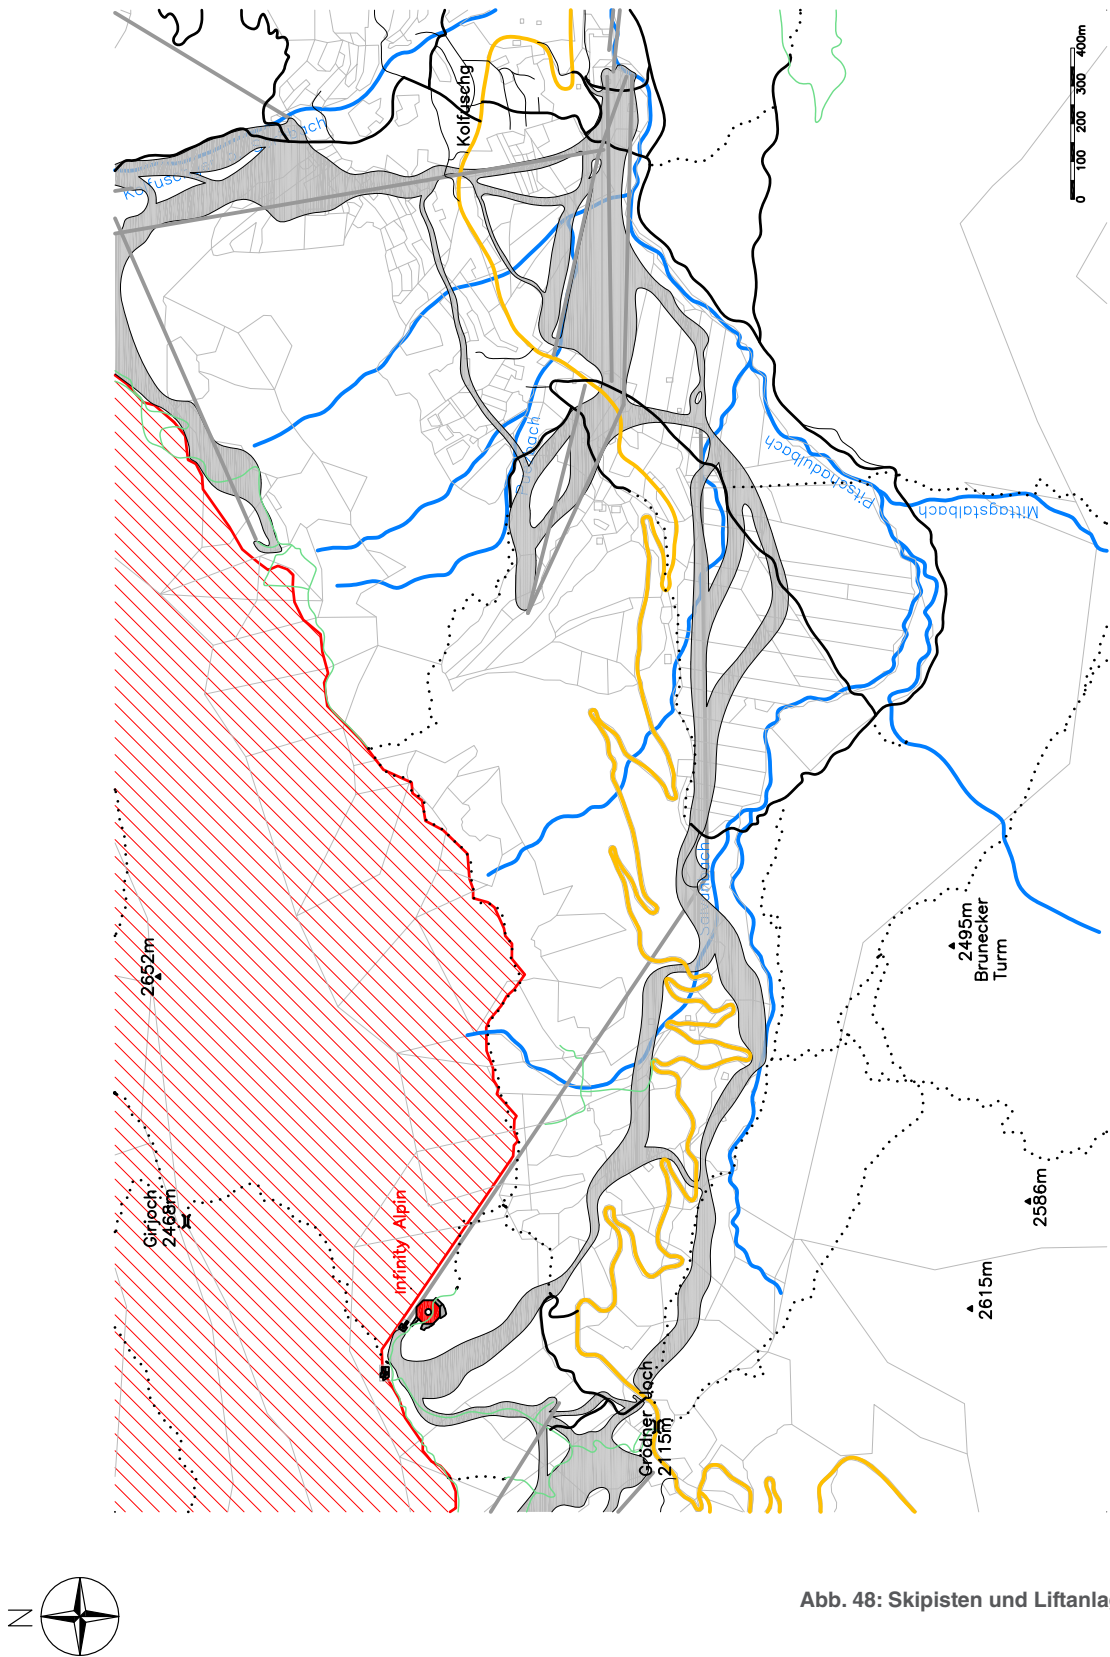 Kolfuschg
400m
300
200
100
0
Pitschadulbach
Mittagstalbach
2652m
2495m
Brunecker
Turm
Girjoch
2468m
Infinity Alpin
2586m
2615m
Grödner Joch
2115m
N
Abb. 48: Skipisten und Liftanla